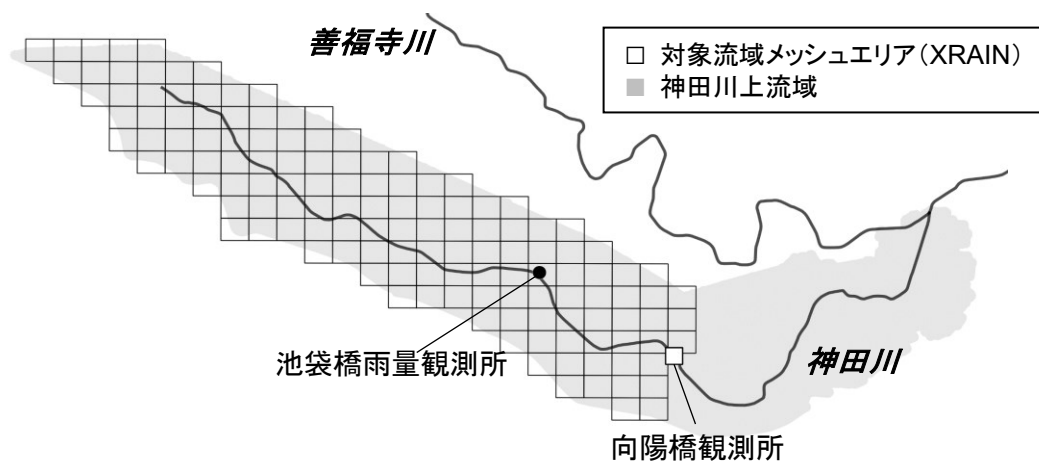 善福寺川
対象流域メッシュエリア(XRAIN)
神田川上流域
池袋橋雨量観測所
神田川
向陽橋観測所